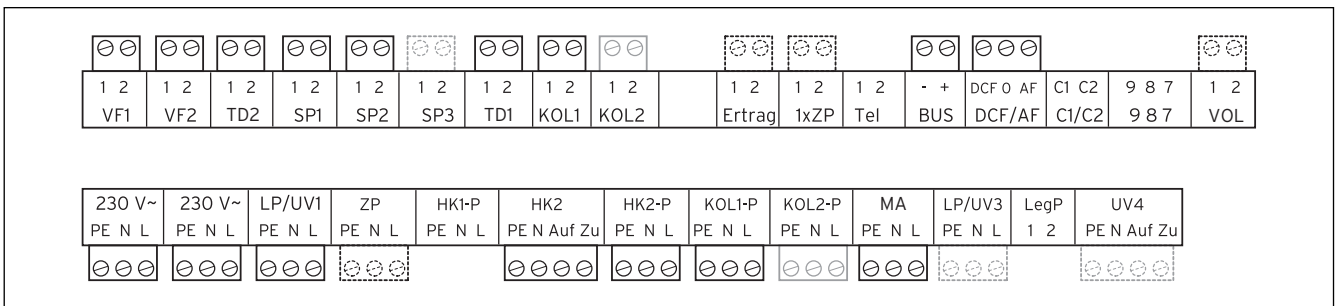 1 2 1 2 1 2 1 2 1 2 1 2 1 2 1 2 1 2 1 2 1 2 1 2 - + DCF O AF C1 C2 9 8 7 1 2
VF1 VF2 TD2 SP1 SP2 SP3 TD1 KOL1 KOL2 Ertrag 1xZP Tel BUS DCF/AF C1/C2 9 8 7 VOL
230 V~ 230 V~ LP/UV1 ZP HK1-P HK2 HK2-P KOL1-P KOL2-P MA LP/UV3 LegP UV4
PE N L PE N L PE N L PE N L PE N L PE N Auf Zu PE N L PE N L PE N L PE N L PE N L 1 2 PE N Auf Zu